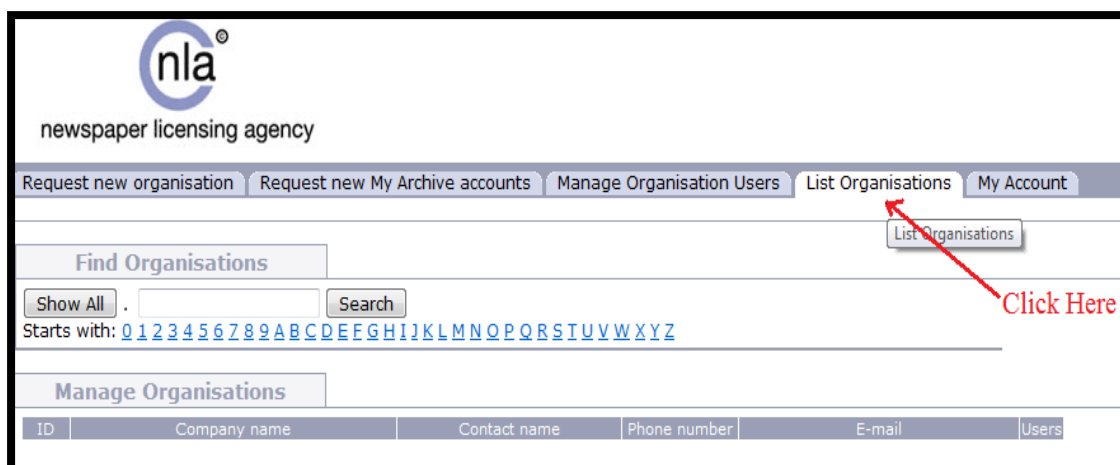 nla©
newspaper licensing agency
Request new organisation Request new My Archive accounts Manage Organisation Users List Organisations My Account
List Organisations
Find Organisations
Show All . Search
Click Here
Starts with: 0 1 2 3 4 5 6 7 8 9 A B C D E F G H I J K L M N O P Q R S T U V W X Y Z
Manage Organisations
ID Company name Contact name Phone number E-mail Users